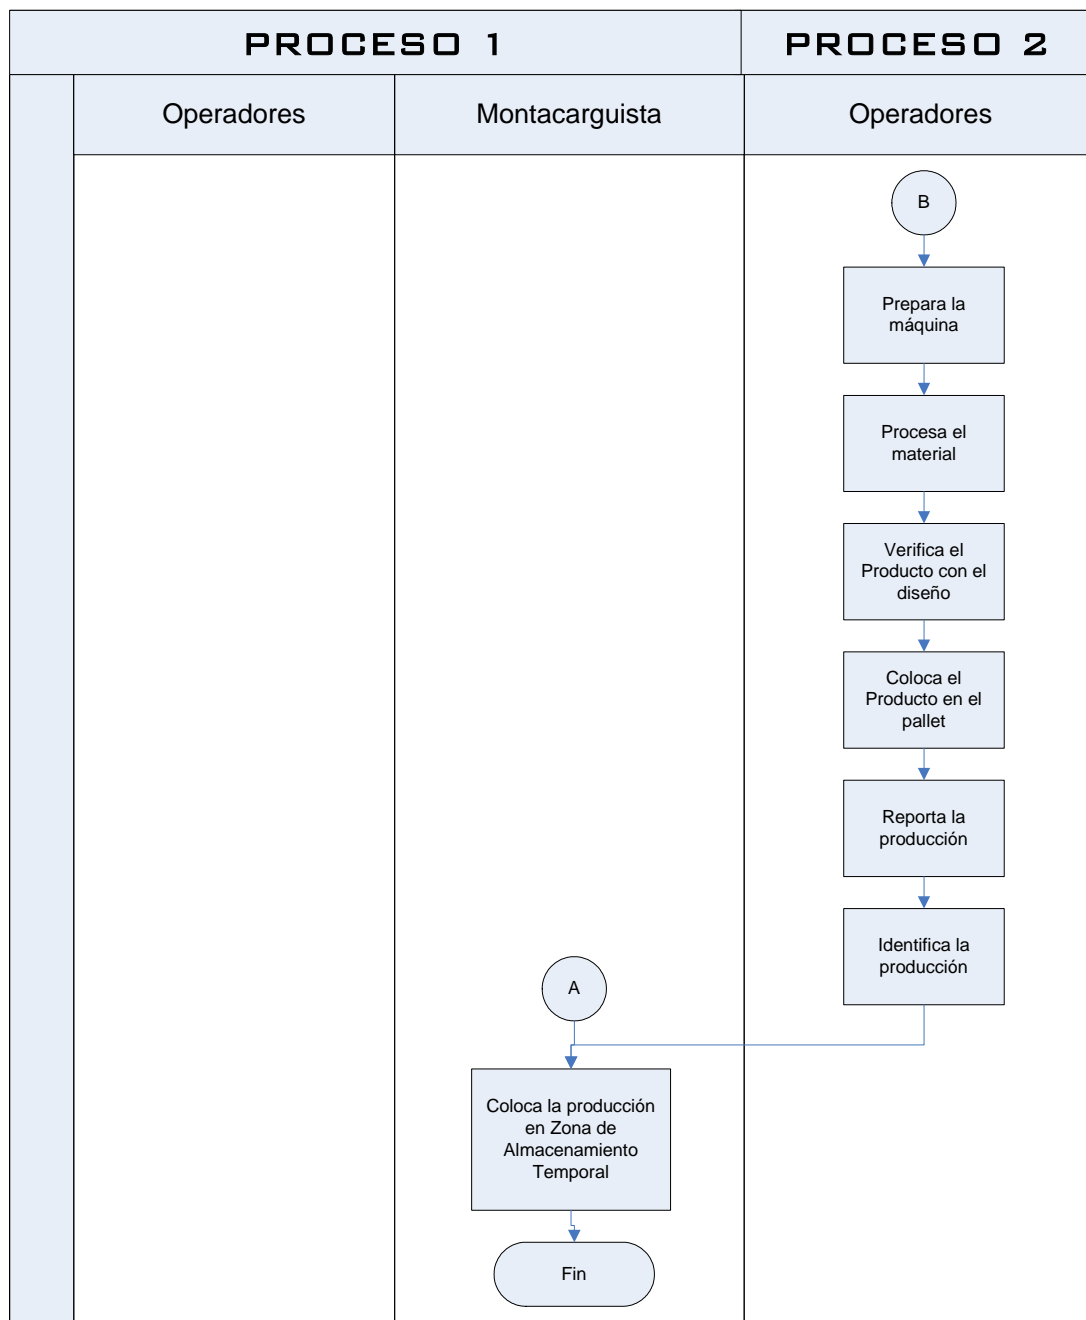 PROCESO 1
PROCESO 2
Operadores
Montacarguista
Operadores
B
Prepara la
máquina
Procesa el
material
Verifica el
Producto con el
diseño
Coloca el
Producto en el
pallet
Reporta la
producción
Identifica la
producción
A
Coloca la producción
en Zona de
Almacenamiento
Temporal
Fin